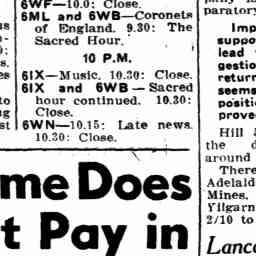 6WF—10.0: Close.
6ML and 6WB—Coronets
of England. 9.30: The
Sacred Hour.
10 P.M.
6IX—Music. 10.30: Close.
6IX and 6WB—Sacred
hour continued. 10.30:
Close.
6WN—10.15: Late news.
10.30: Close.
me Does
t Pay in
paratory
Imp
suppo
lead
gestio
return
seems
positi
prove
Hill
the d
around
There
Adelaid
Mines,
Yilgarn
2/10 to
Lanc